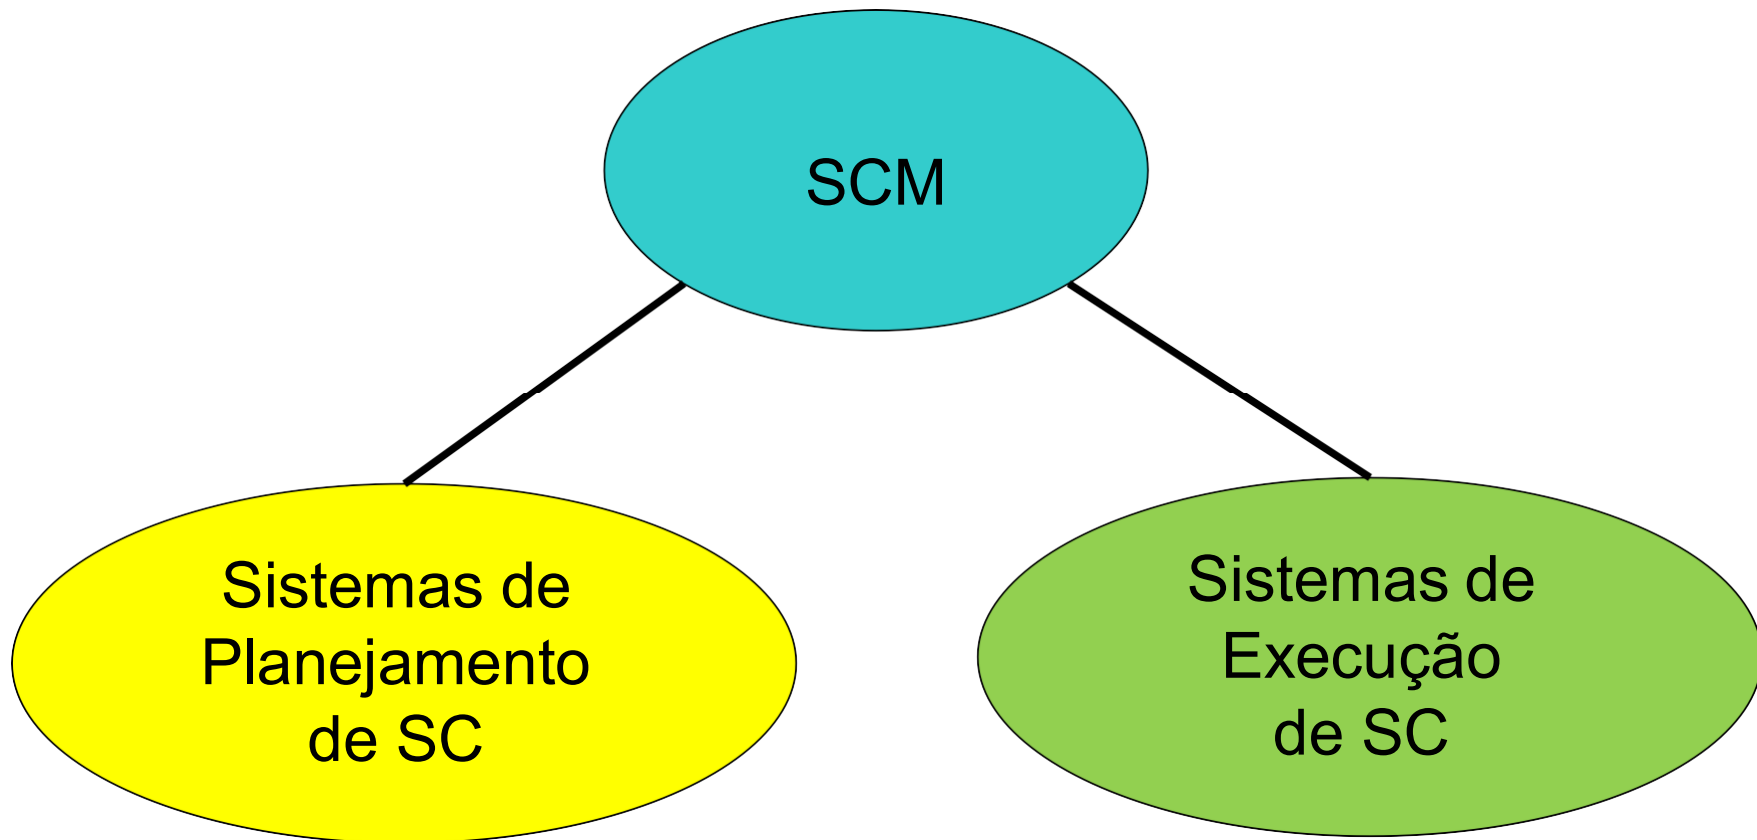 SCM
Sistemas de
Planejamento
de SC
Sistemas de
Execução
de SC